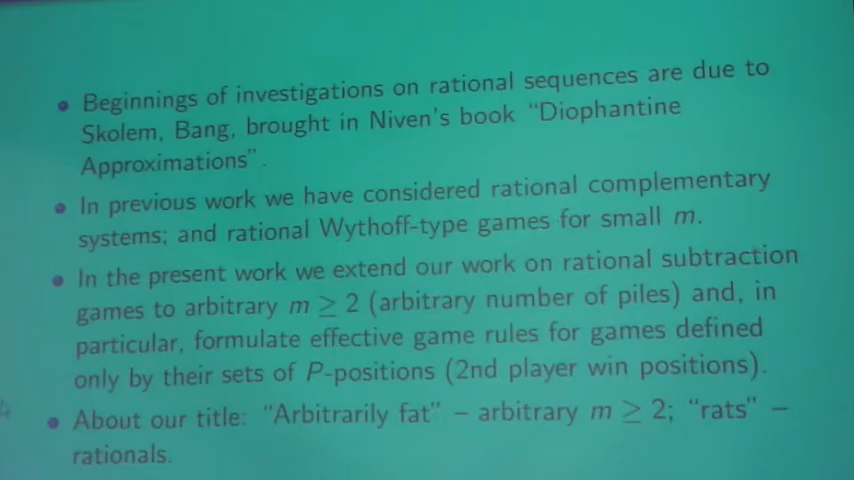 • Beginnings of investigations on rational sequences are due to
Skolem, Bang, brought in Niven's book "Diophantine
Approximations".
• In previous work we have considered rational complementary
systems; and rational Wythoff-type games for small m.
• In the present work we extend our work on rational subtraction
games to arbitrary m ≥ 2 (arbitrary number of piles) and, in
particular, formulate effective game rules for games defined
only by their sets of P-positions (2nd player win positions).
• About our title: "Arbitrarily fat" – arbitrary m ≥ 2; "rats" –
rationals.